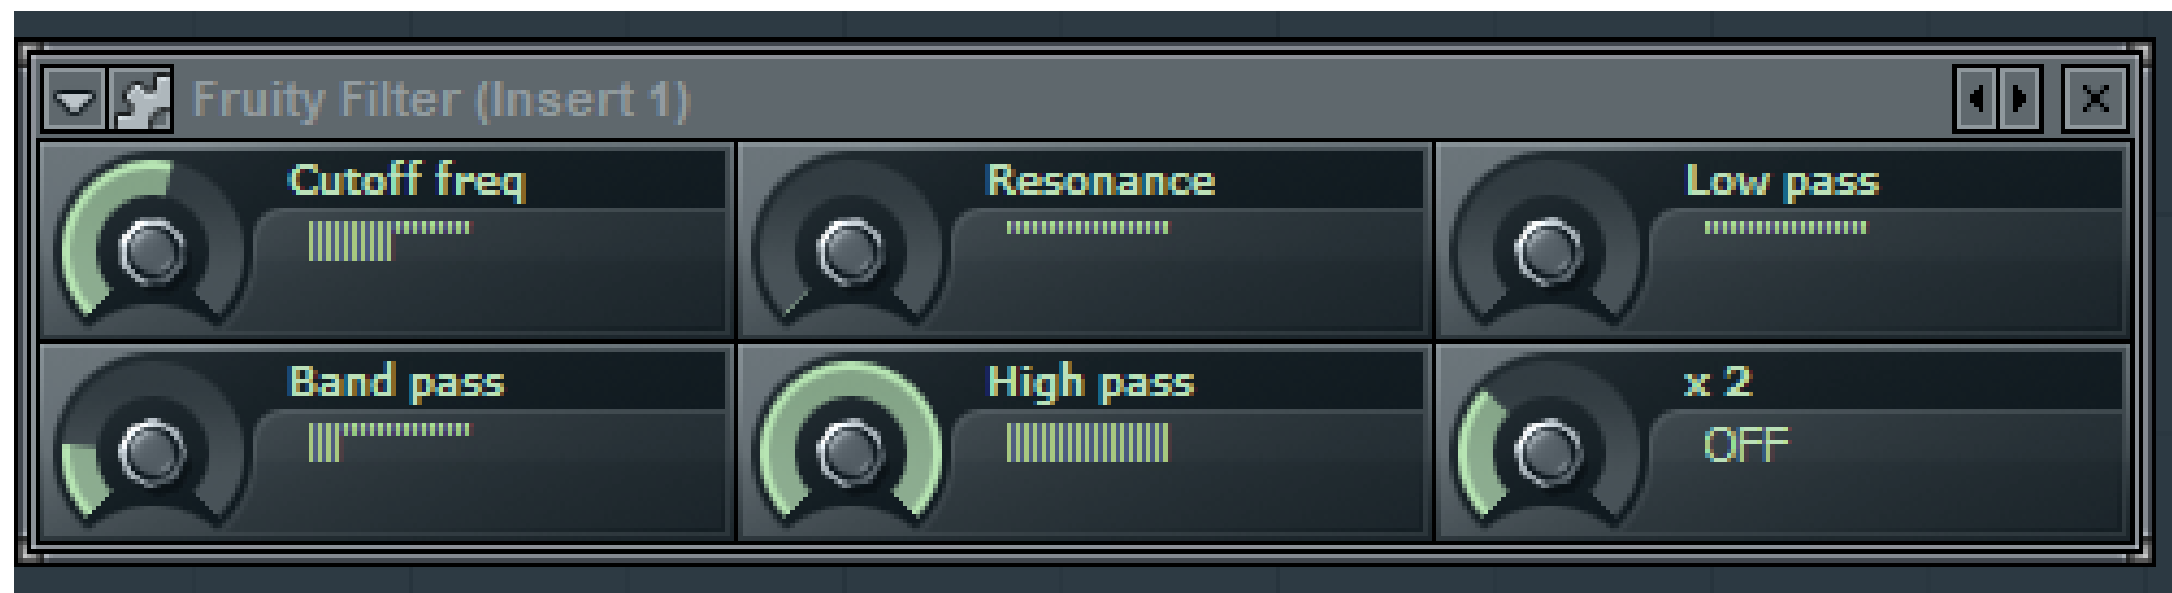 Fruity Filter (Insert 1)
Cutoff freq
Resonance
Low pass
Band pass
High pass
x 2
OFF